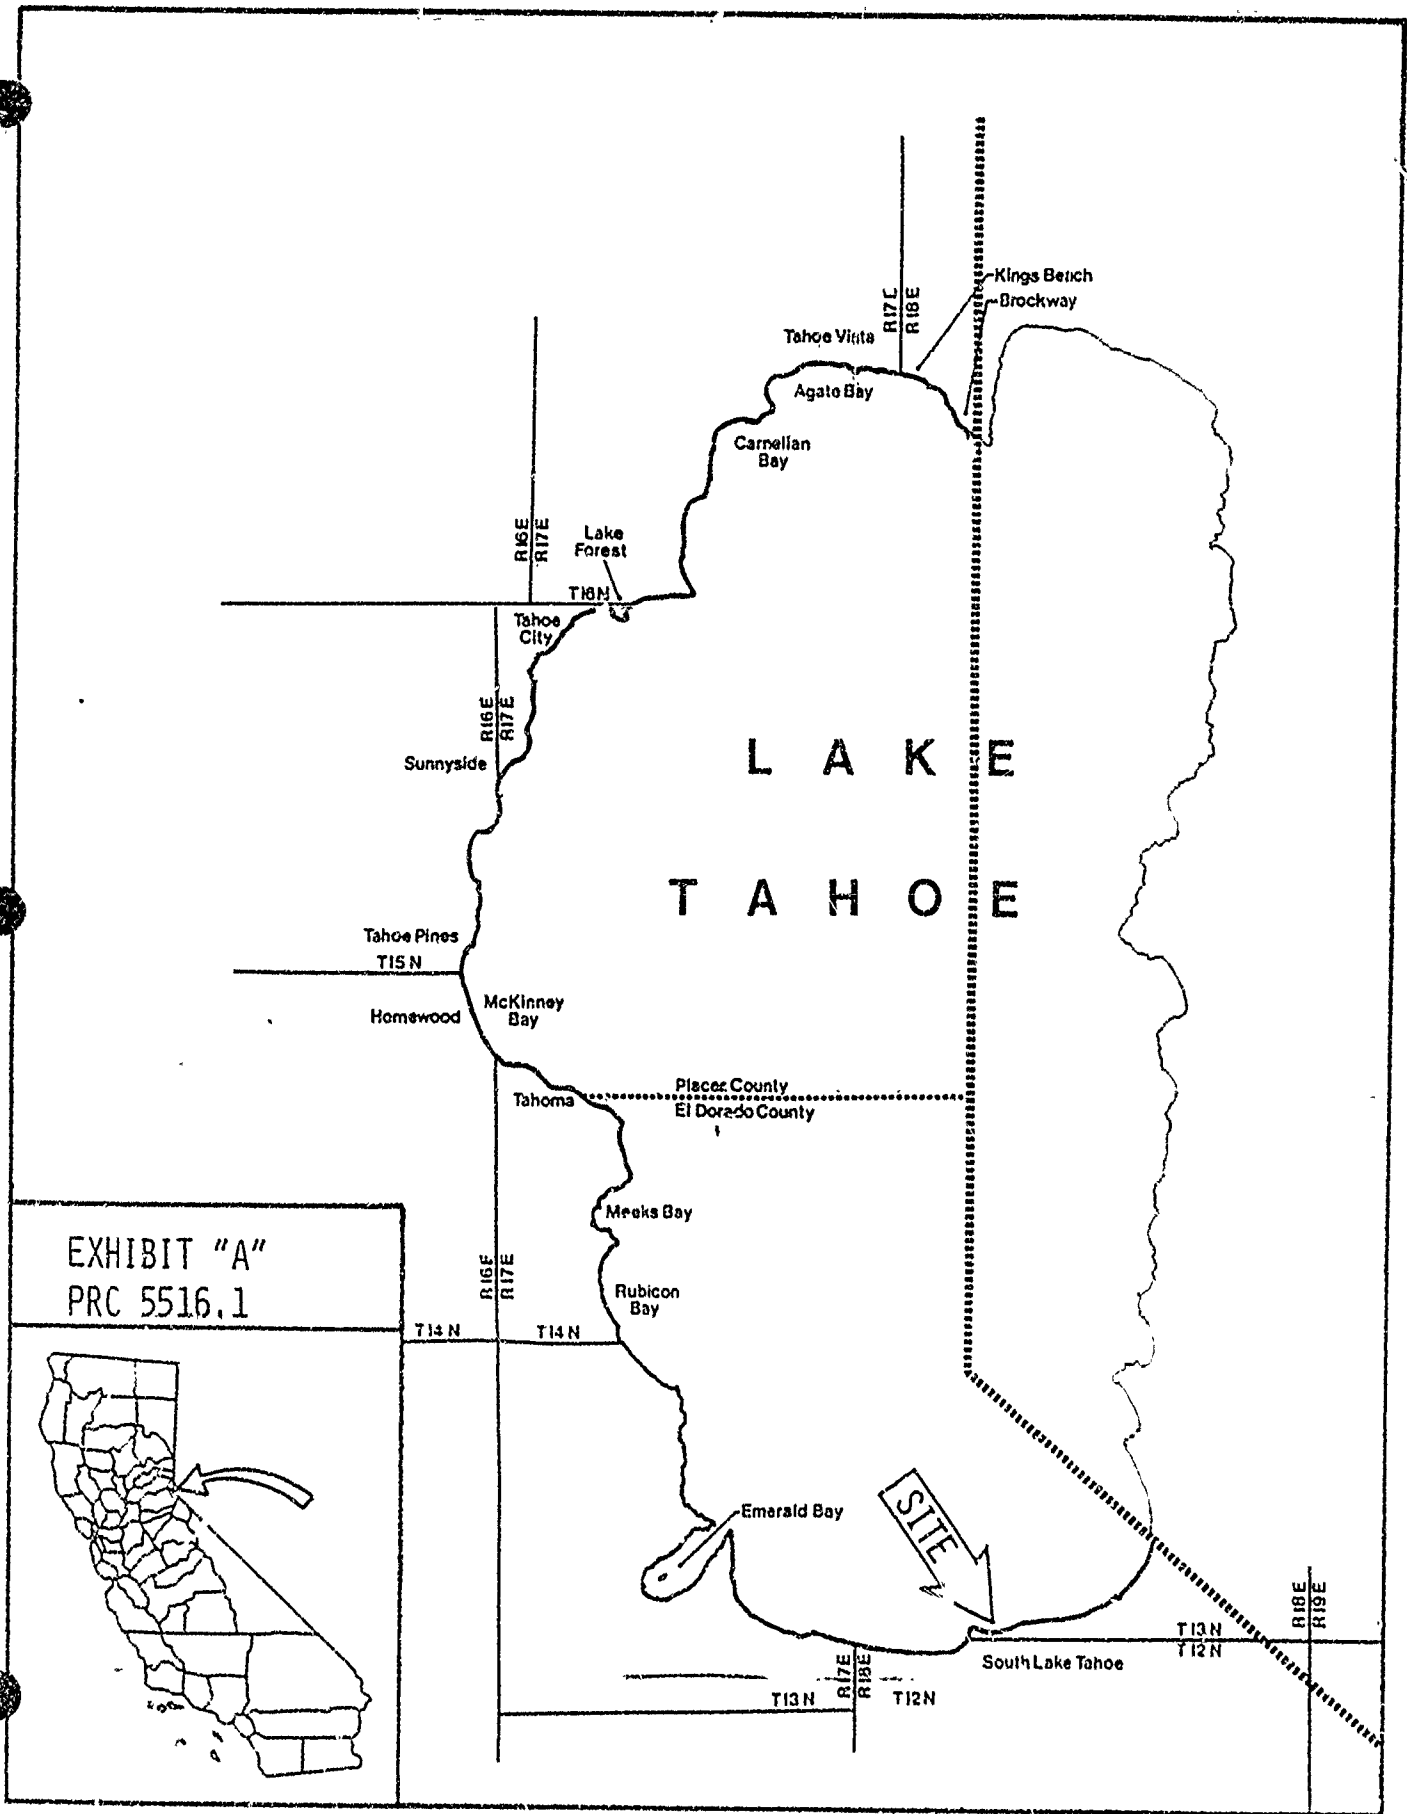 Kings Beach
Brockway
R17E
R18E
Tahoe Vista
Agate Bay
Carnelian
Bay
R16E
R17E
Lake
Forest
T16N
Tahoe
City
R16E
R17E
Sunnyside
LAKE
TAHOE
Tahoe Pines
T15N
McKinney
Bay
Homewood
Placer County
Tahoma
El Dorado County
Meeks Bay
EXHIBIT "A"
PRC 5516.1
R16E
R17E
Rubicon
Bay
T14N
T14N
Emerald Bay
SITE
R18E
R19E
T13N
T12N
South Lake Tahoe
R17E
R18E
T13N
T12N